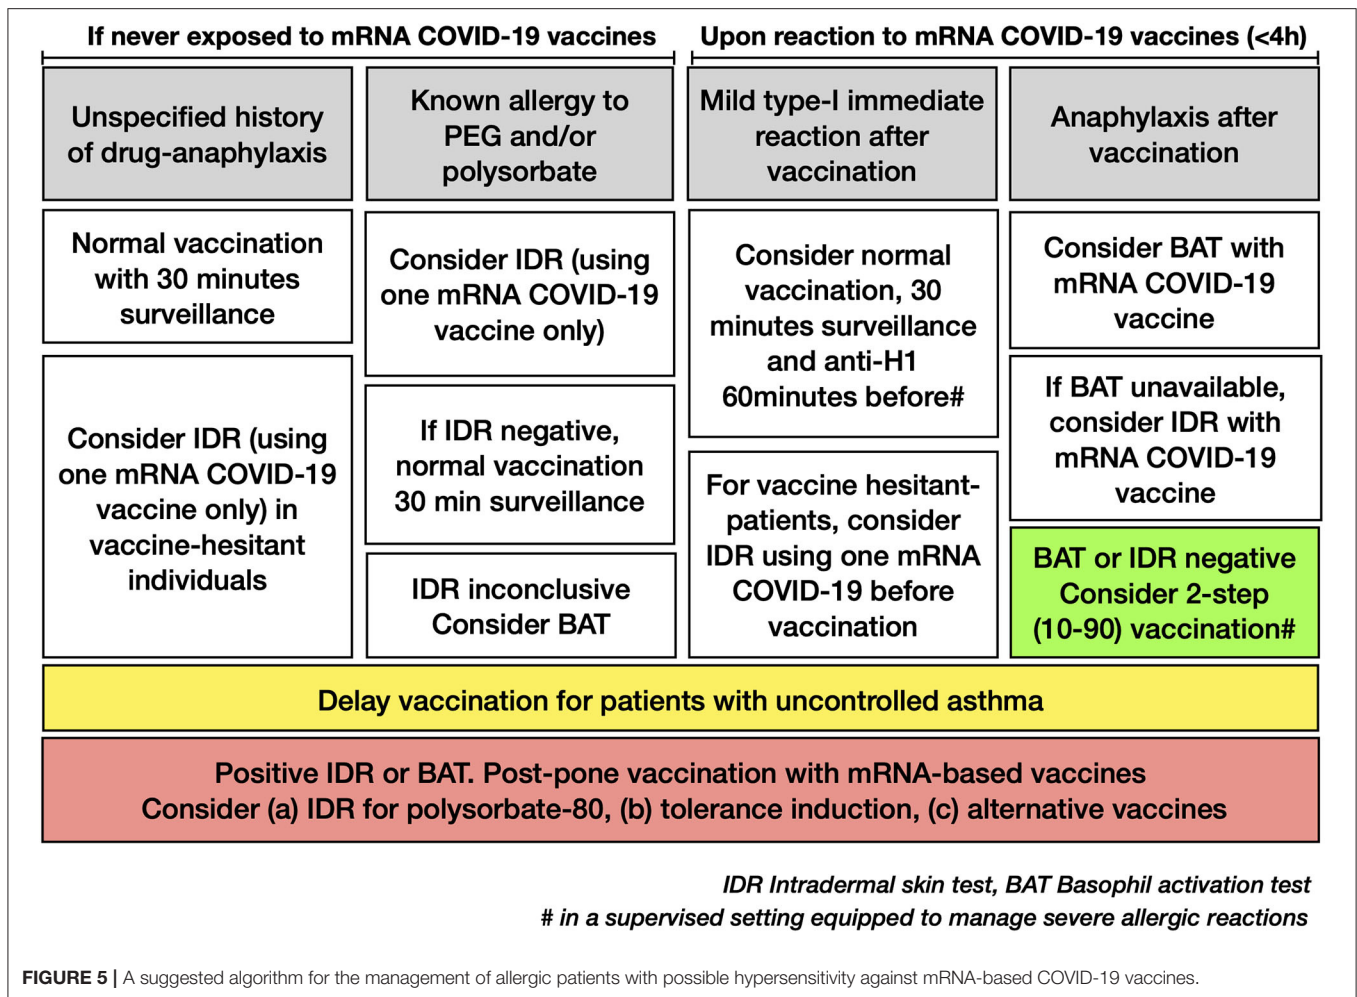 If never exposed to mRNA COVID-19 vaccines
Upon reaction to mRNA COVID-19 vaccines (<4h)
Unspecified history
of drug-anaphylaxis
Known allergy to
PEG and/or
polysorbate
Mild type-I immediate
reaction after
vaccination
Anaphylaxis after
vaccination
Normal vaccination
with 30 minutes
surveillance
Consider IDR (using
one mRNA COVID-19
vaccine only) in
vaccine-hesitant
individuals
Consider IDR (using
one mRNA COVID-19
vaccine only)
If IDR negative,
normal vaccination
30 min surveillance
IDR inconclusive
Consider BAT
Consider normal
vaccination, 30
minutes surveillance
and anti-H1
60minutes before#
For vaccine hesitant-
patients, consider
IDR using one mRNA
COVID-19 before
vaccination
Consider BAT with
mRNA COVID-19
vaccine
If BAT unavailable,
consider IDR with
mRNA COVID-19
vaccine
BAT or IDR negative
Consider 2-step
(10-90) vaccination#
Delay vaccination for patients with uncontrolled asthma
Positive IDR or BAT. Post-pone vaccination with mRNA-based vaccines
Consider (a) IDR for polysorbate-80, (b) tolerance induction, (c) alternative vaccines
IDR Intradermal skin test, BAT Basophil activation test
# in a supervised setting equipped to manage severe allergic reactions
FIGURE 5 | A suggested algorithm for the management of allergic patients with possible hypersensitivity against mRNA-based COVID-19 vaccines.